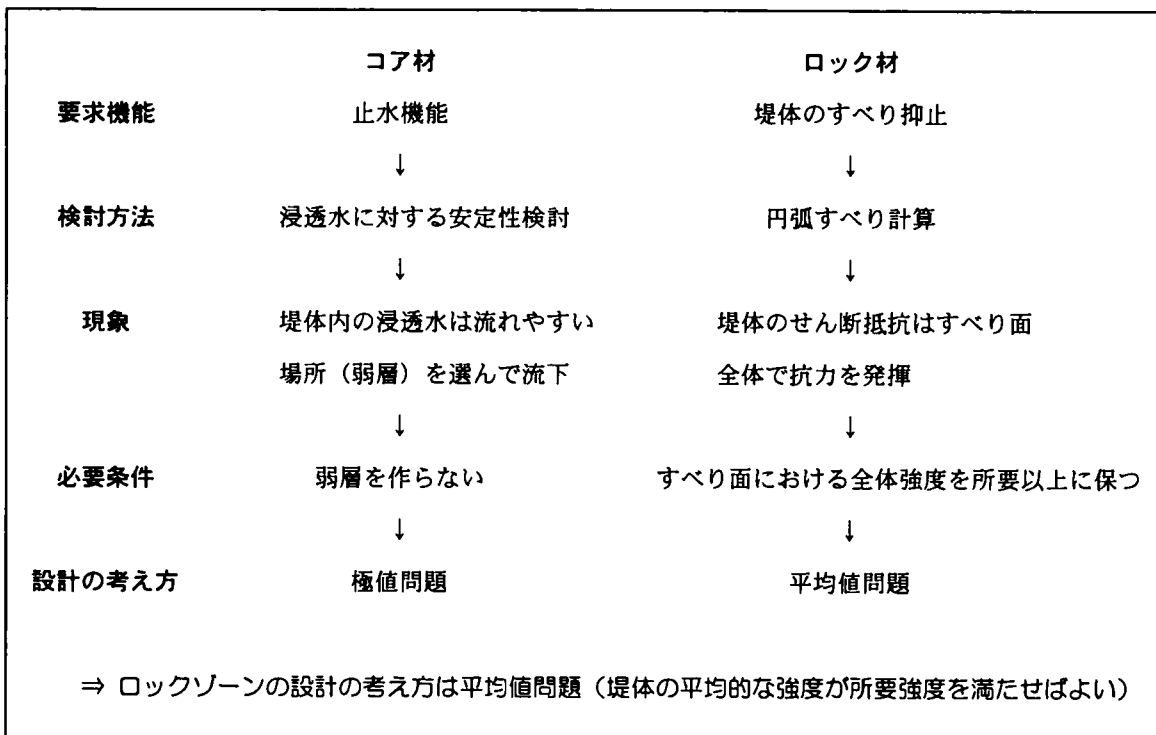 コア材 ロック材
要求機能 止水機能 堤体のすべり抑止
↓ ↓
検討方法 浸透水に対する安定性検討 円弧すべり計算
↓ ↓
現象 堤体内の浸透水は流れやすい 堤体のせん断抵抗はすべり面
場所（弱層）を選んで流下 全体で抗力を発揮
↓ ↓
必要条件 弱層を作らない すべり面における全体強度を所要以上に保つ
↓ ↓
設計の考え方 極値問題 平均値問題
⇒ ロックゾーンの設計の考え方は平均値問題（堤体の平均的な強度が所要強度を満たせばよい）